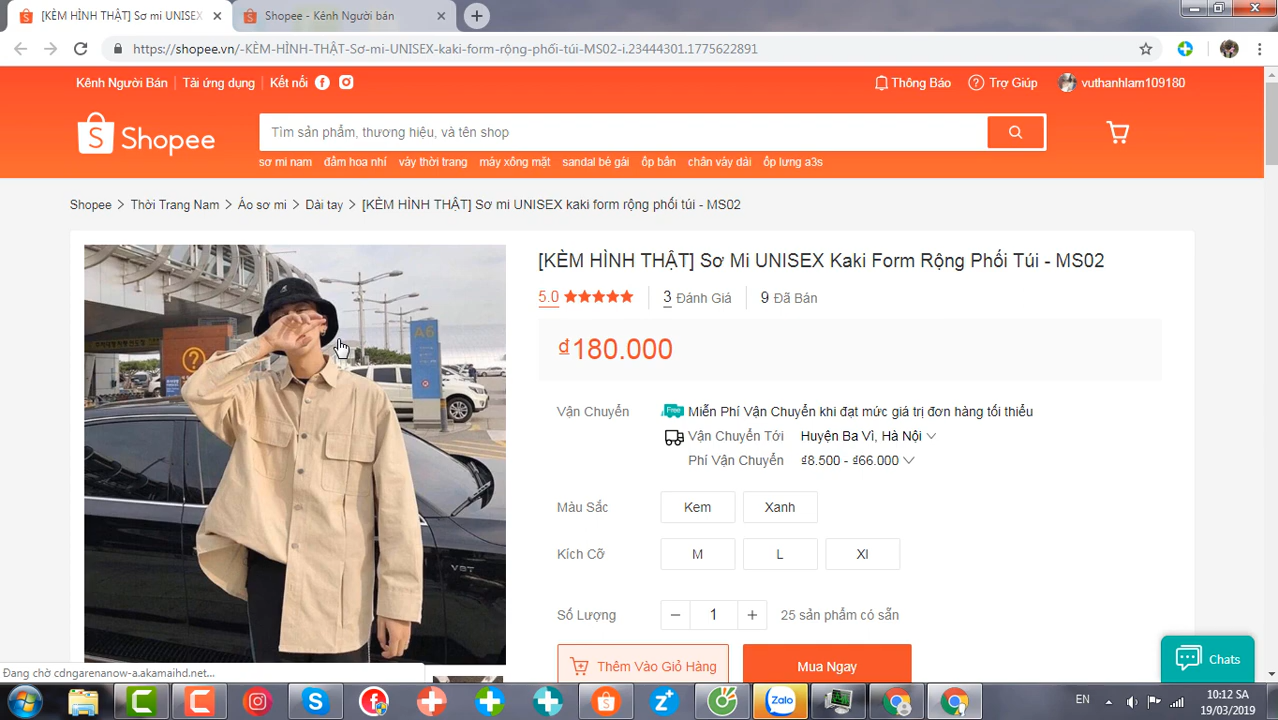 [KÈM HÌNH THẬT] Sơ mi UNISEX
Shopee - Kênh Người bán
https://shopee.vn/-KÈM-HÌNH-THẬT-Sơ-mi-UNISEX-kaki-form-rộng-phối-túi-MS02-i.23444301.1775622891
Kênh Người Bán Tải ứng dụng Kết nối
Thông Báo Trợ Giúp vuthanhlam109180
Shopee
Tìm sản phẩm, thương hiệu, và tên shop
sơ mi nam đầm hoa nhí váy thời trang máy xông mặt sandal bé gái ốp bẩn chân váy dài ốp lưng a3s
Shopee > Thời Trang Nam > Áo sơ mi > Dài tay > [KÈM HÌNH THẬT] Sơ mi UNISEX kaki form rộng phối túi - MS02
[KÈM HÌNH THẬT] Sơ Mi UNISEX Kaki Form Rộng Phối Túi - MS02
5.0 3 Đánh Giá 9 Đã Bán
₫180.000
Vận Chuyển Free Miễn Phí Vận Chuyển khi đạt mức giá trị đơn hàng tối thiểu
Vận Chuyển Tới Huyện Ba Vì, Hà Nội
Phí Vận Chuyển ₫8.500 - ₫66.000
Màu Sắc Kem Xanh
Kích Cỡ M L Xl
Số Lượng − 1 + 25 sản phẩm có sẵn
Thêm Vào Giỏ Hàng Mua Ngay
Chats
A6
Đang chờ cdngarenanow-a.akamaihd.net...
Zalo
EN
10:12 SA
19/03/2019